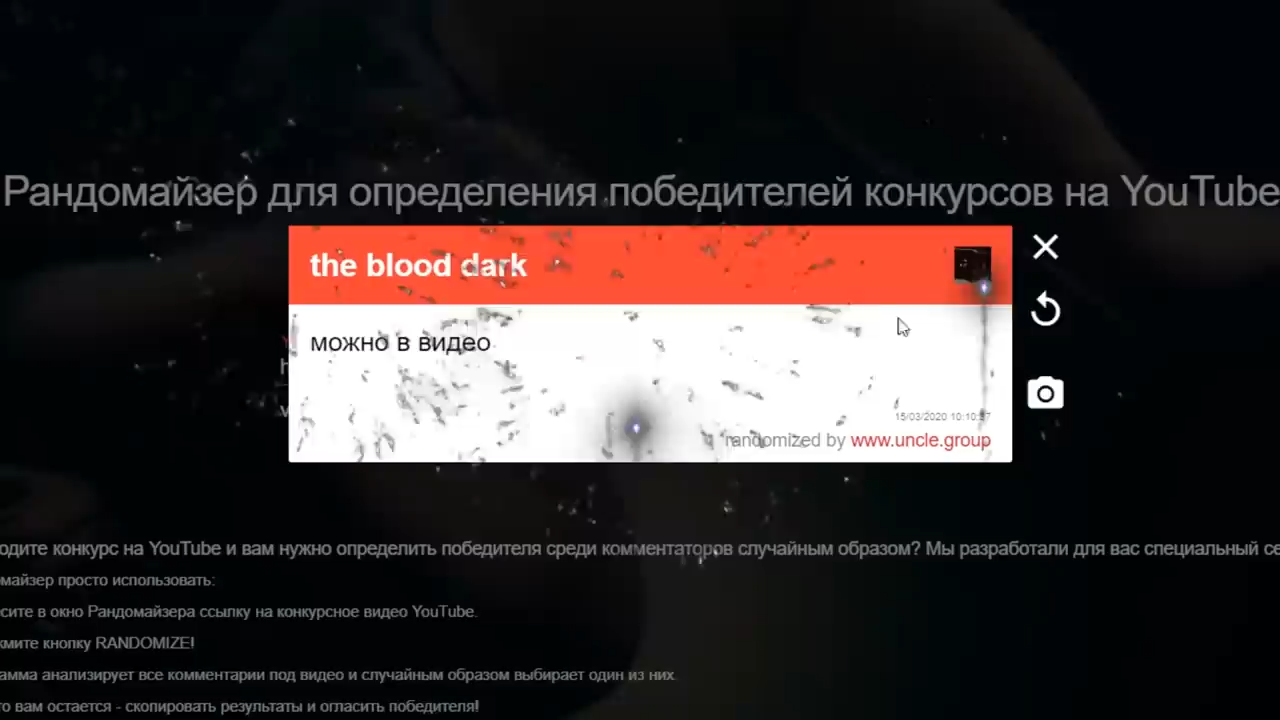 Рандомайзер для определения победителей конкурсов на YouTube
the blood dark
можно в видео
15/03/2020 10:10:
randomized by www.uncle.group
одите конкурс на YouTube и вам нужно определить победителя среди комментаторов случайным образом? Мы разработали для вас специальный се
майзер просто использовать:
сите в окно Рандомайзера ссылку на конкурсное видео YouTube.
жмите кнопку RANDOMIZE!
амма анализирует все комментарии под видео и случайным образом выбирает один из них.
то вам остается - скопировать результаты и огласить победителя!